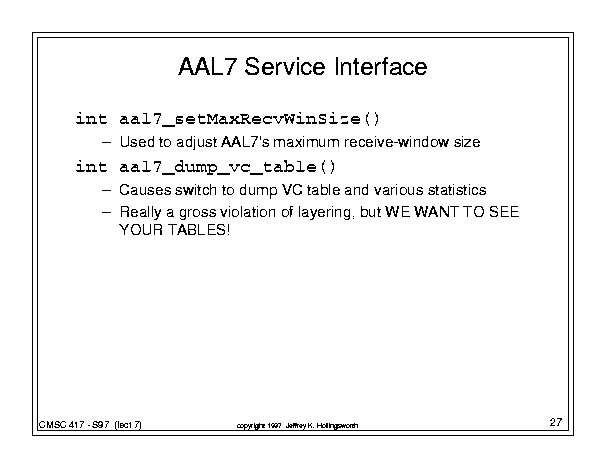 AAL7 Service Interface
int aal7_setMaxRecvWinSize()
– Used to adjust AAL7's maximum receive-window size
int aal7_dump_vc_table()
– Causes switch to dump VC table and various statistics
– Really a gross violation of layering, but WE WANT TO SEE
YOUR TABLES!
CMSC 417 - S97 (lect7)
copyright 1997 Jeffrey K. Hollingsworth
27